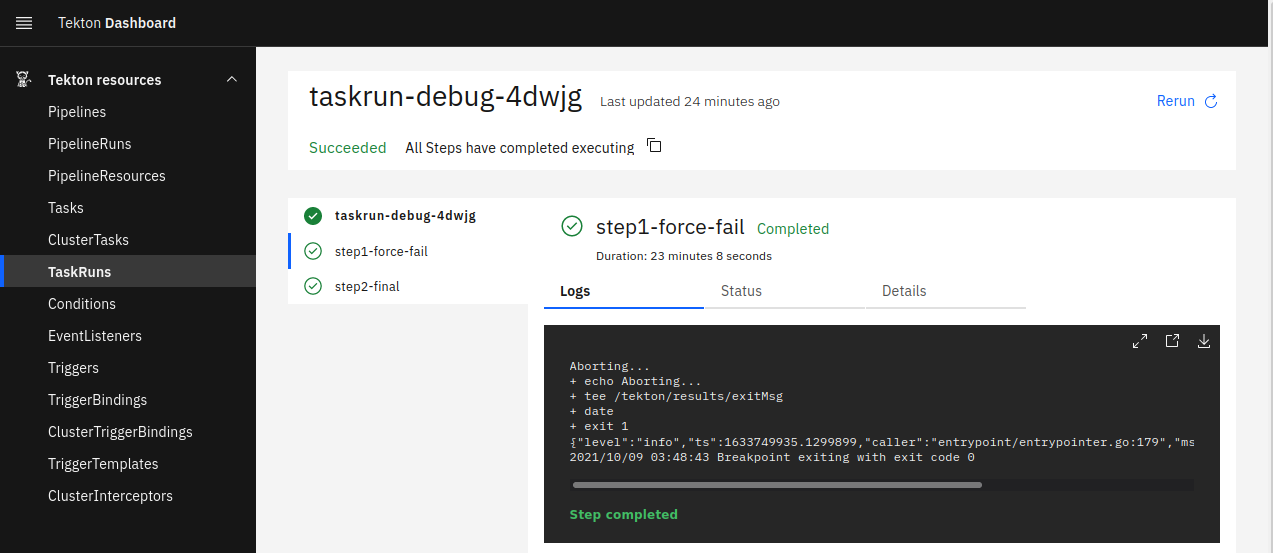 Tekton Dashboard
Tekton resources
Pipelines
PipelineRuns
PipelineResources
Tasks
ClusterTasks
TaskRuns
Conditions
EventListeners
Triggers
TriggerBindings
ClusterTriggerBindings
TriggerTemplates
ClusterInterceptors
taskrun-debug-4dwjg Last updated 24 minutes ago
Rerun
Succeeded All Steps have completed executing
taskrun-debug-4dwjg
step1-force-fail
step2-final
step1-force-fail Completed
Duration: 23 minutes 8 seconds
Logs Status Details
Aborting...
+ echo Aborting...
+ tee /tekton/results/exitMsg
+ date
+ exit 1
{"level":"info","ts":1633749935.1299899,"caller":"entrypoint/entrypointer.go:179","ms
2021/10/09 03:48:43 Breakpoint exiting with exit code 0
Step completed